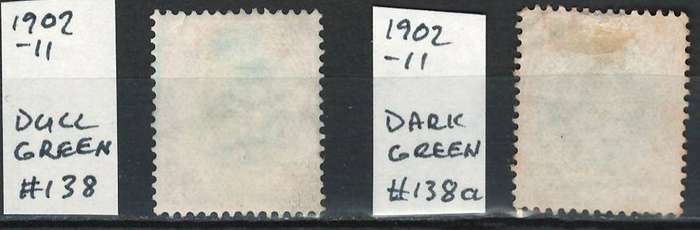 1902
-11
DULL
GREEN
#138
1902
-11
DARK
GREEN
#138a